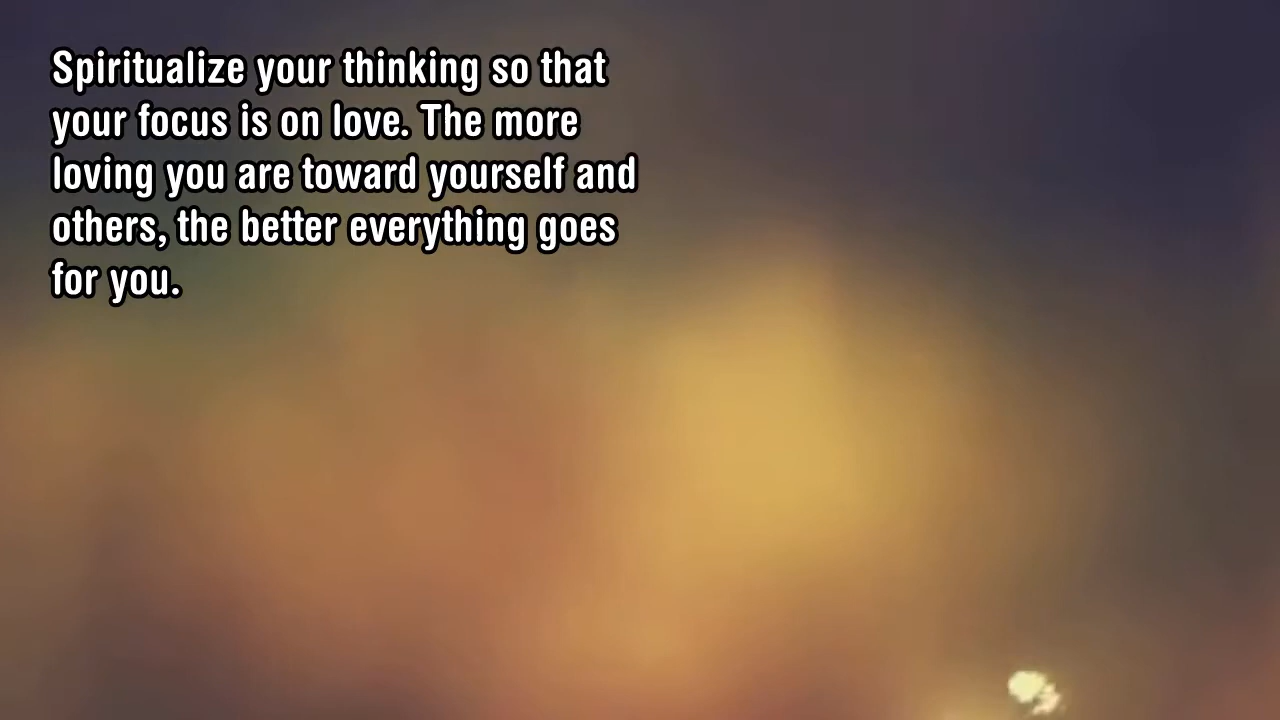 Spiritualize your thinking so that
your focus is on love. The more
loving you are toward yourself and
others, the better everything goes
for you.